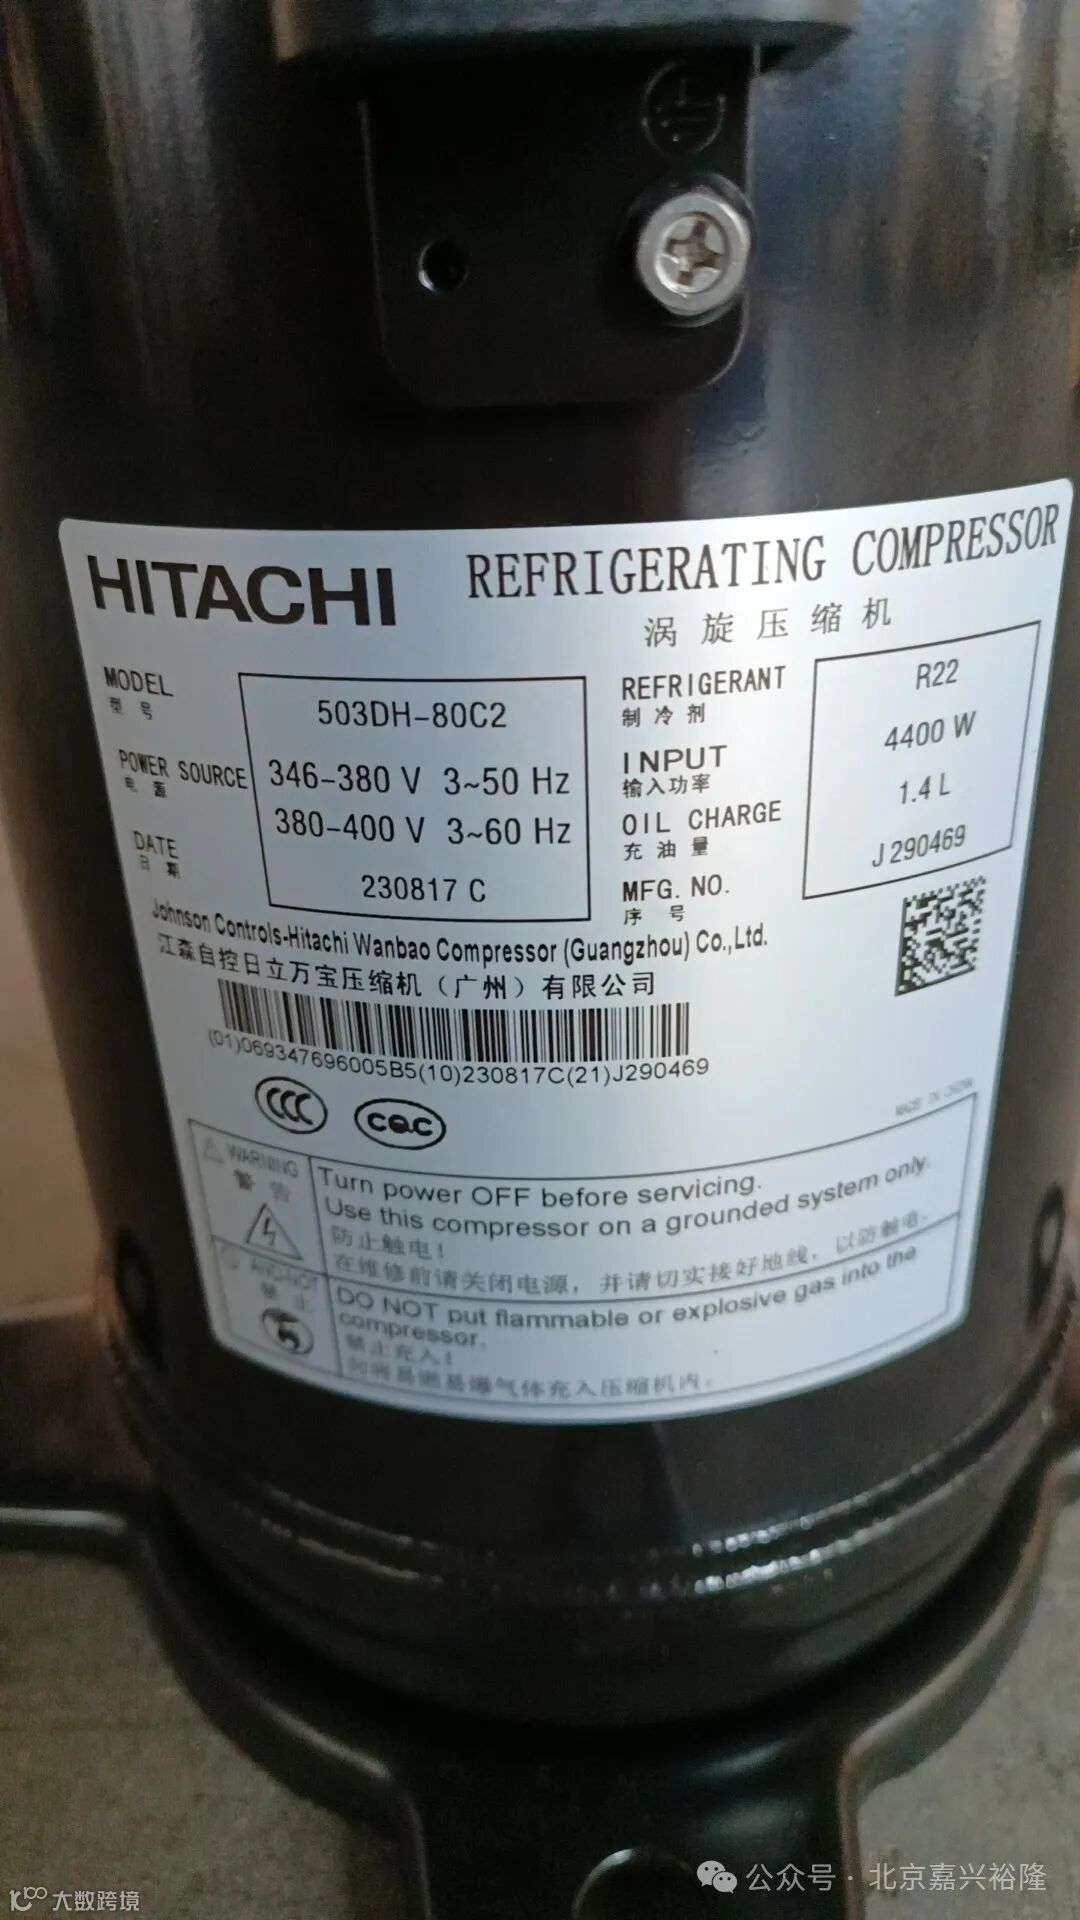 HITACHI
REFRIGERATING COMPRESSOR
涡旋压缩机
MODEL
型号
503DH-80C2
POWER SOURCE
电源
346-380 V 3~50 Hz
380-400 V 3~60 Hz
DATE
日期
230817 C
REFRIGERANT
制冷剂
R22
INPUT
输入功率
4400 W
OIL CHARGE
充油量
1.4 L
MFG. NO.
序号
J290469
Johnson Controls-Hitachi Wanbao Compressor (Guangzhou) Co.,Ltd.
江森自控日立万宝压缩机（广州）有限公司
(01)069347696005B5(10)230817C(21)J290469
CCC
CQC
MADE IN CHINA
WARNING
警告
Turn power OFF before servicing.
Use this compressor on a grounded system only.
防止触电！
在维修前请关闭电源，并请切实接好地线，以防触电。
禁止
DO NOT put flammable or explosive gas into the
compressor.
禁止充入！
勿将易燃易爆气体充入压缩机内。
公众号·北京嘉兴裕隆
大数跨境